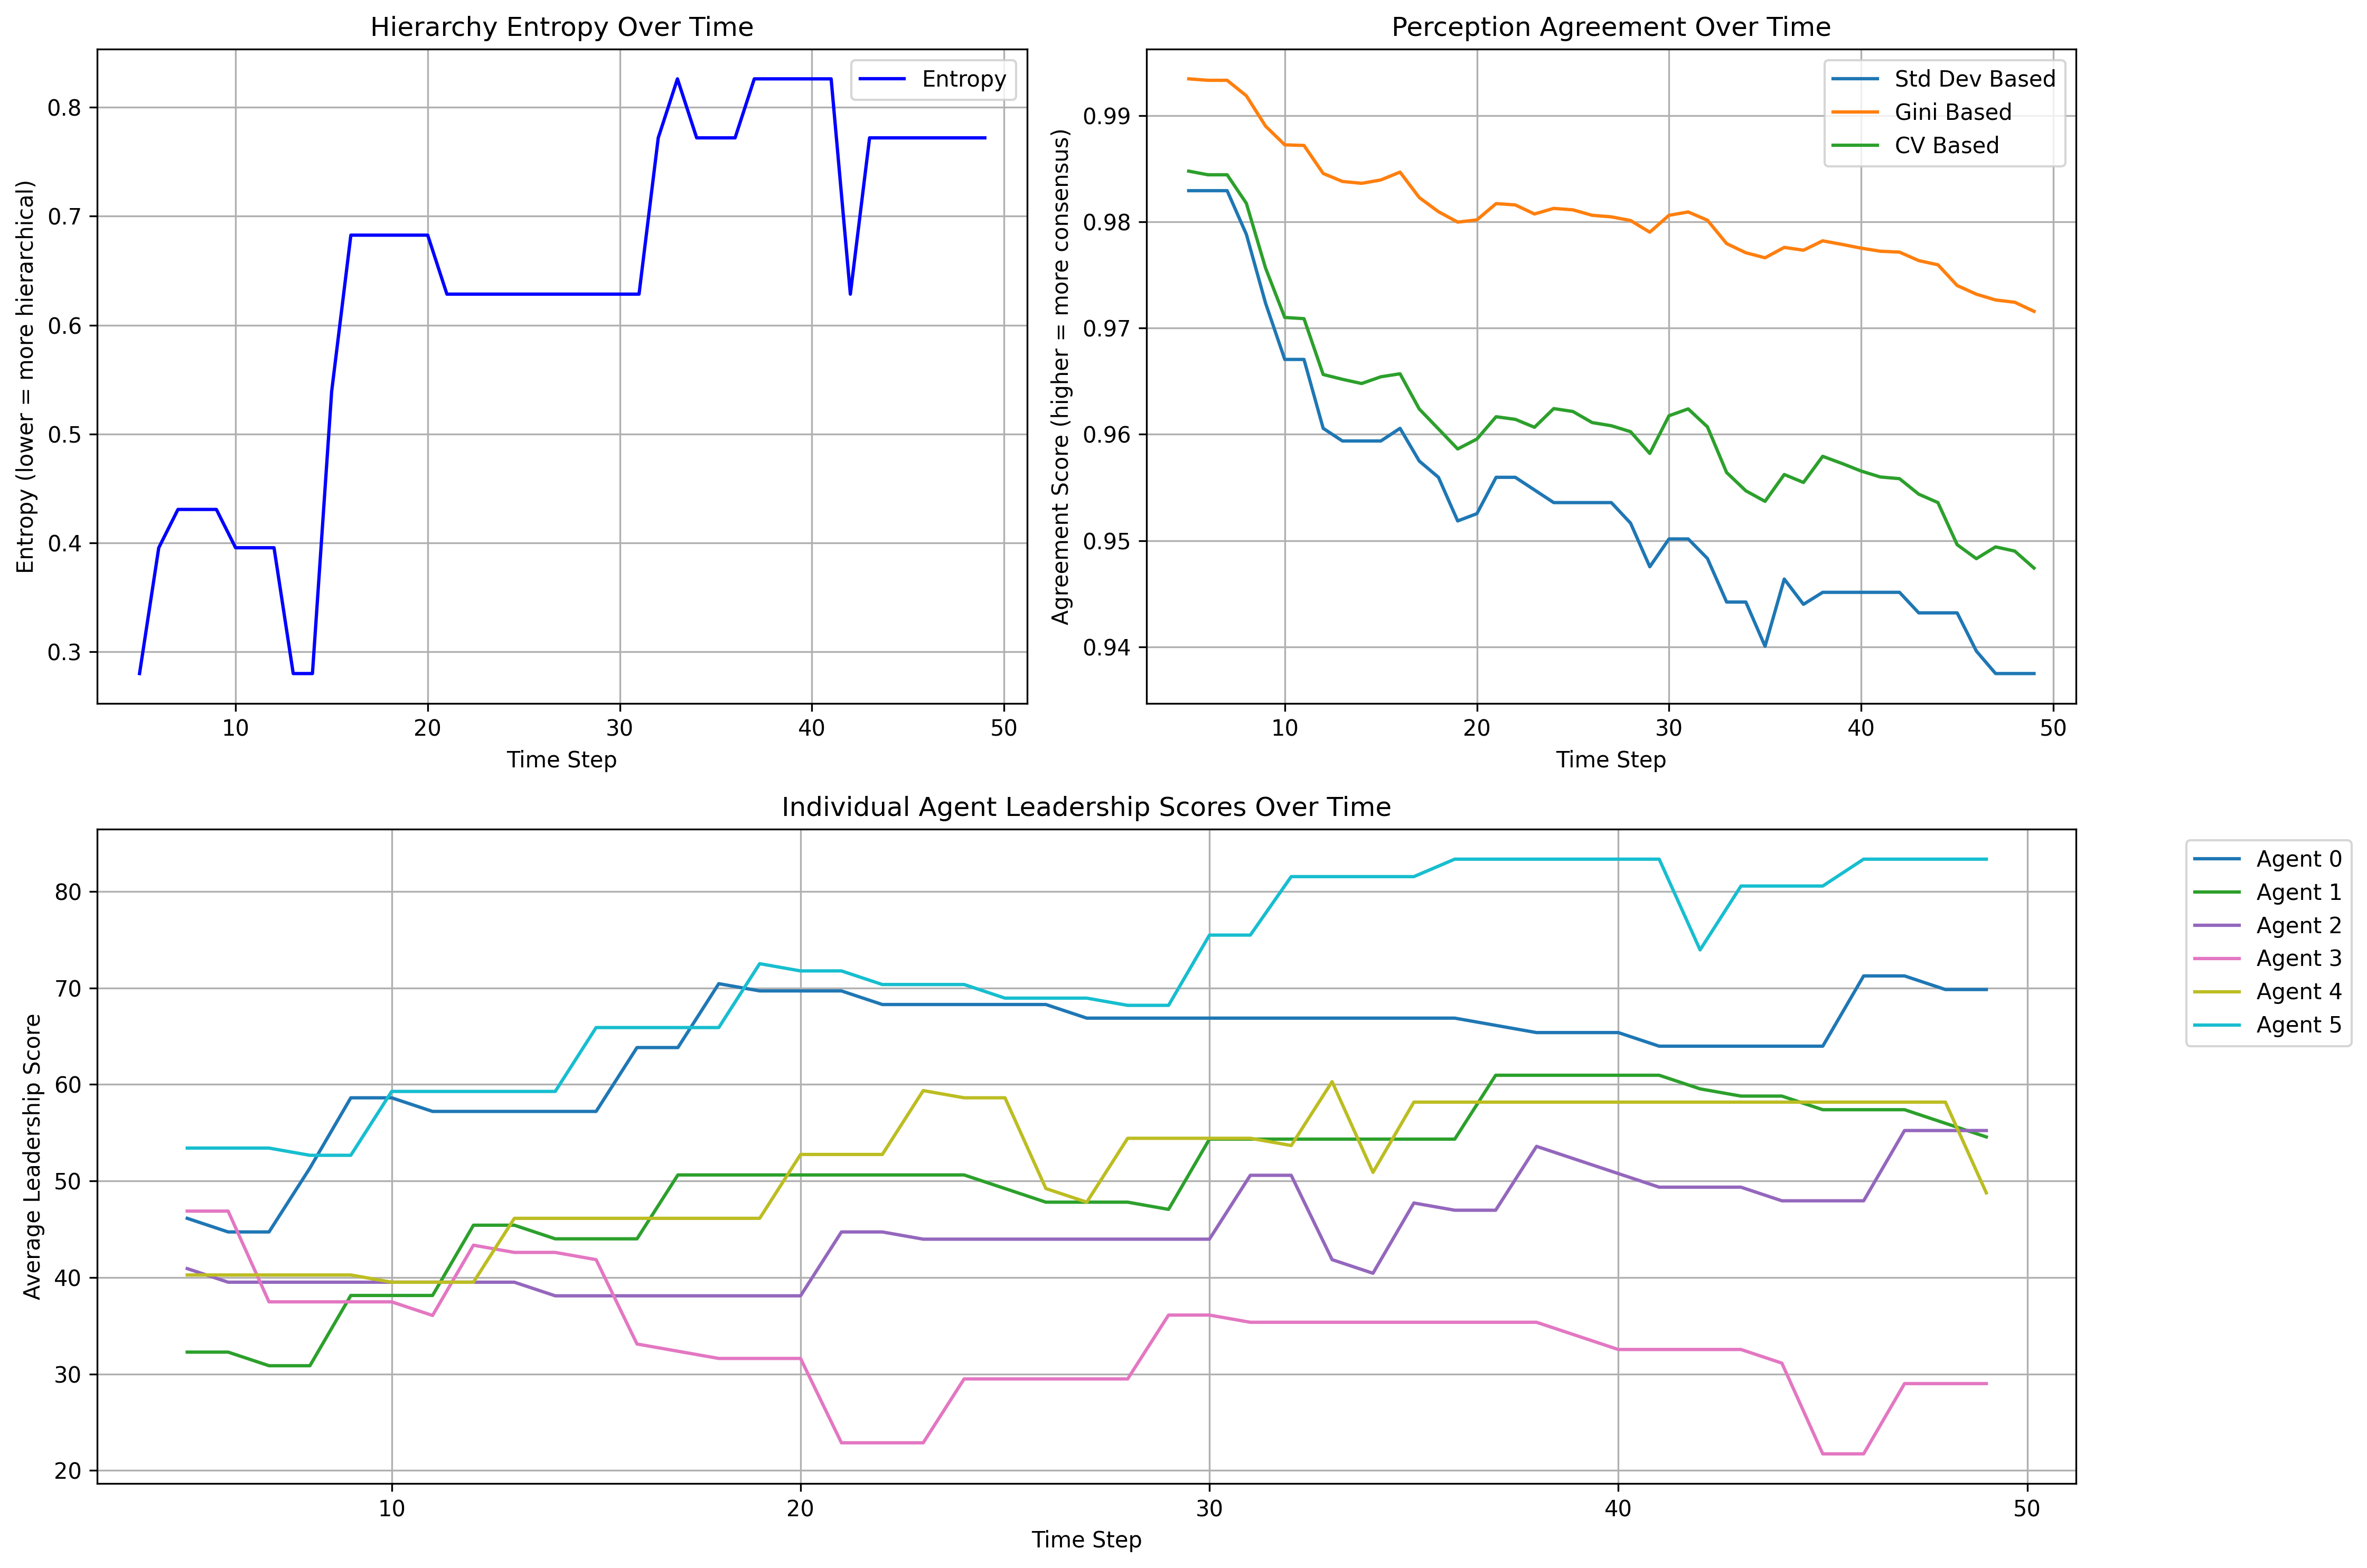 Hierarchy Entropy Over Time
Entropy (lower = more hierarchical)
0.8
0.7
0.6
0.5
0.4
0.3
10 20 30 40 50
Time Step
Entropy
Perception Agreement Over Time
Agreement Score (higher = more consensus)
0.99
0.98
0.97
0.96
0.95
0.94
10 20 30 40 50
Time Step
Std Dev Based
Gini Based
CV Based
Individual Agent Leadership Scores Over Time
Average Leadership Score
80
70
60
50
40
30
20
10 20 30 40 50
Time Step
Agent 0
Agent 1
Agent 2
Agent 3
Agent 4
Agent 5